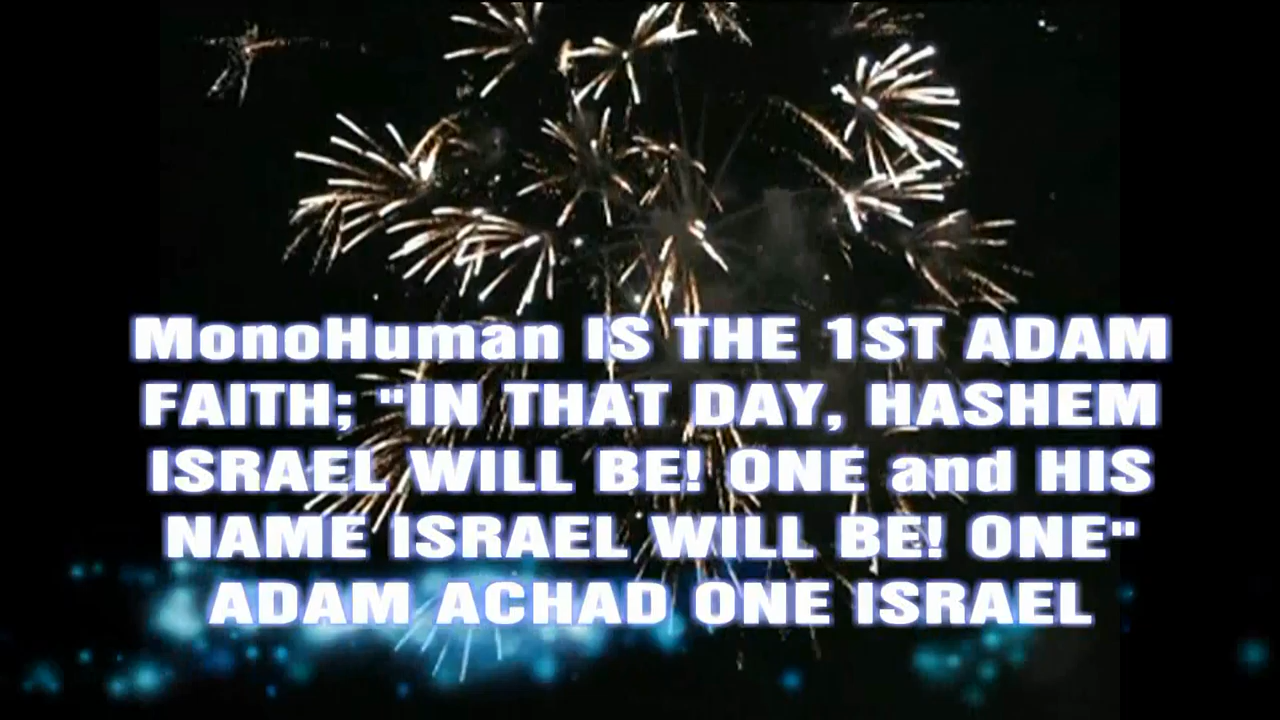 MonoHuman IS THE 1ST ADAM
FAITH; "IN THAT DAY, HASHEM
ISRAEL WILL BE! ONE and HIS
NAME ISRAEL WILL BE! ONE"
ADAM ACHAD ONE ISRAEL